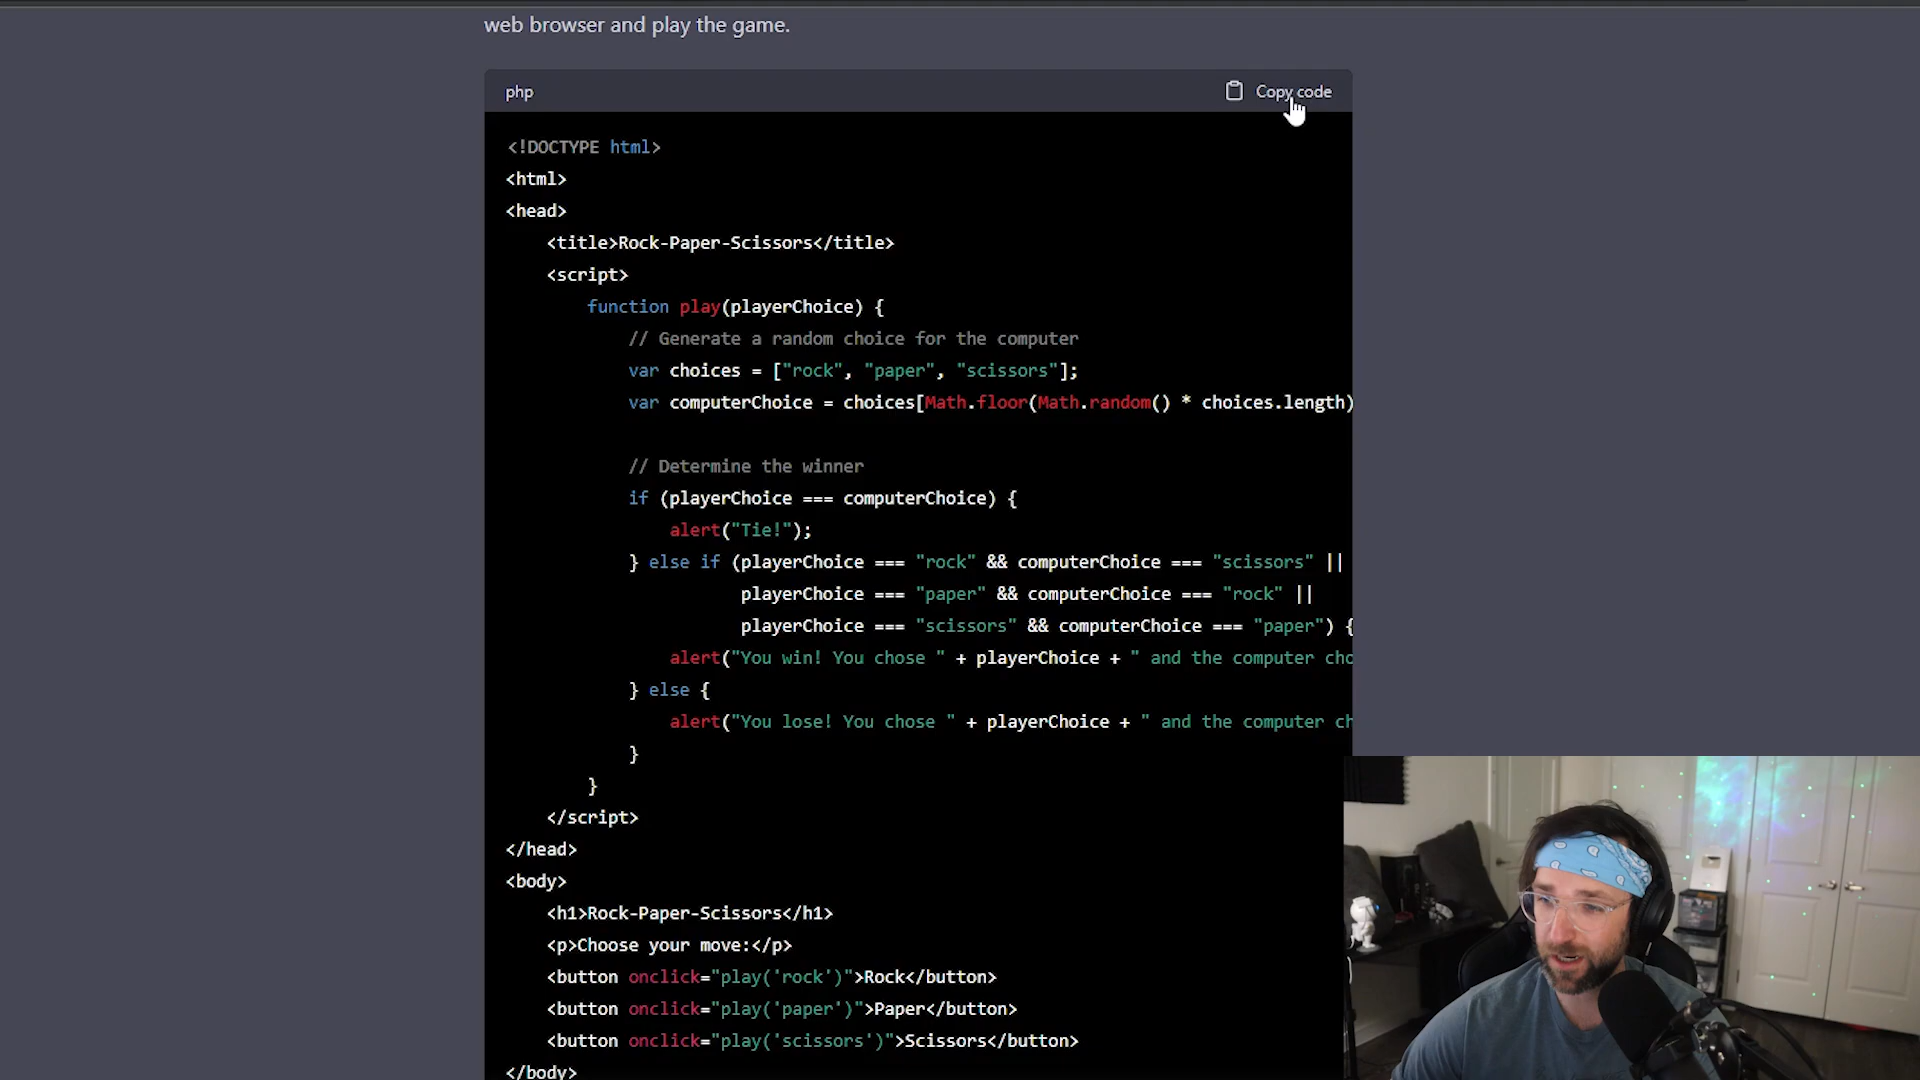 web browser and play the game.
php
Copy code
<!DOCTYPE html>
<html>
<head>
    <title>Rock-Paper-Scissors</title>
    <script>
        function play(playerChoice) {
            // Generate a random choice for the computer
            var choices = ["rock", "paper", "scissors"];
            var computerChoice = choices[Math.floor(Math.random() * choices.length)
            // Determine the winner
            if (playerChoice === computerChoice) {
                alert("Tie!");
            } else if (playerChoice === "rock" && computerChoice === "scissors" ||
                       playerChoice === "paper" && computerChoice === "rock" ||
                       playerChoice === "scissors" && computerChoice === "paper") {
                alert("You win! You chose " + playerChoice + " and the computer cho
            } else {
                alert("You lose! You chose " + playerChoice + " and the computer ch
            }
        }
    </script>
</head>
<body>
    <h1>Rock-Paper-Scissors</h1>
    <p>Choose your move:</p>
    <button onclick="play('rock')">Rock</button>
    <button onclick="play('paper')">Paper</button>
    <button onclick="play('scissors')">Scissors</button>
</body>